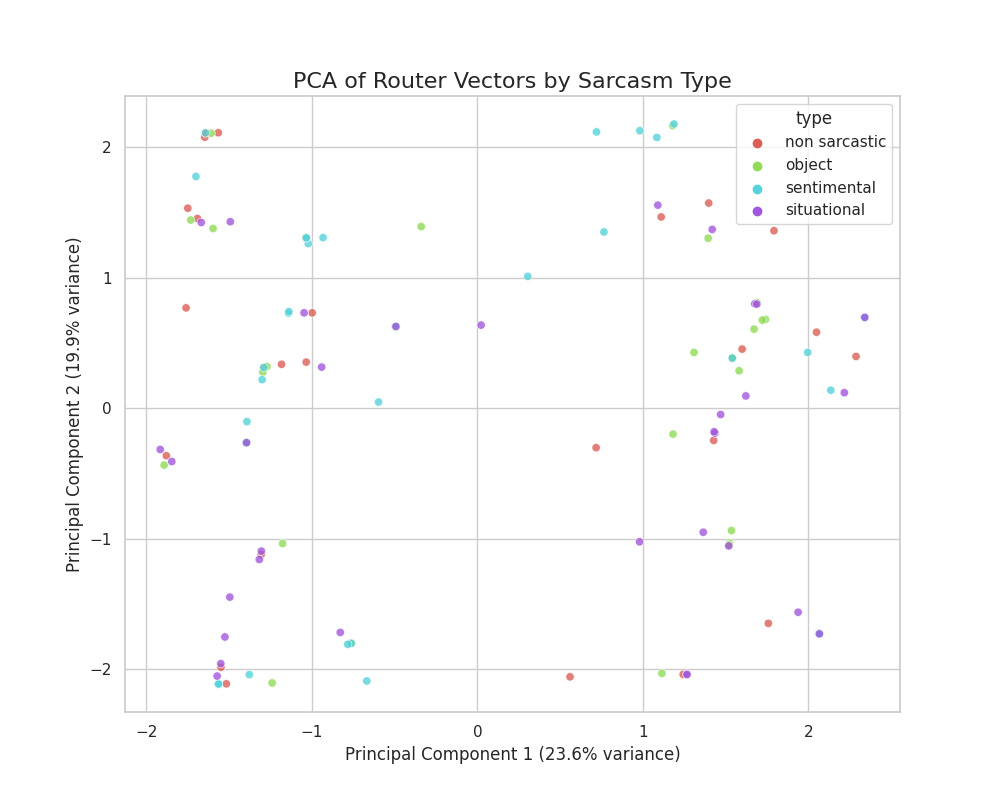 PCA of Router Vectors by Sarcasm Type
type
non sarcastic
object
sentimental
situational
Principal Component 2 (19.9% variance)
2
1
0
−1
−2
−2
−1
0
1
2
Principal Component 1 (23.6% variance)